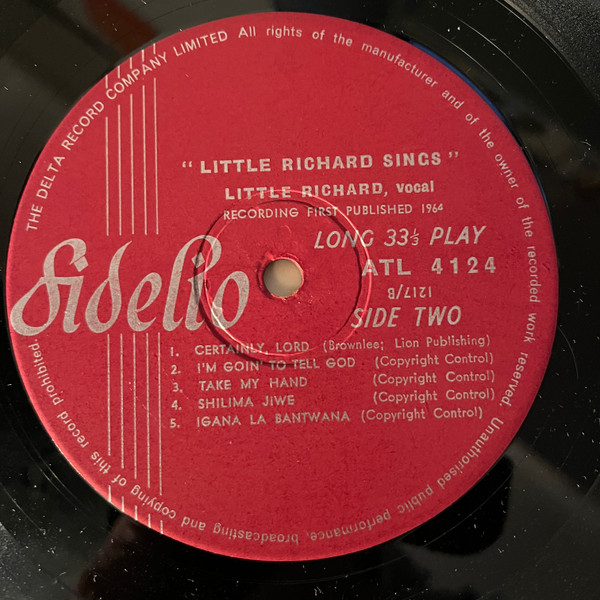 THE DELTA RECORD COMPANY LIMITED All rights of the manufacturer and of the owner of the recorded work reserved. Unauthorised public performance, broadcasting and copying of this record prohibited.
"LITTLE RICHARD SINGS"
LITTLE RICHARD, vocal
RECORDING FIRST PUBLISHED 1964
LONG 33⅓ PLAY
Fidelio
ATL 4124
1217/B
SIDE TWO
1. CERTAINLY, LORD (Brownlee; Lion Publishing)
2. I'M GOIN' TO TELL GOD (Copyright Control)
3. TAKE MY HAND (Copyright Control)
4. SHILIMA JIWE (Copyright Control)
5. IGANA LA BANTWANA (Copyright Control)